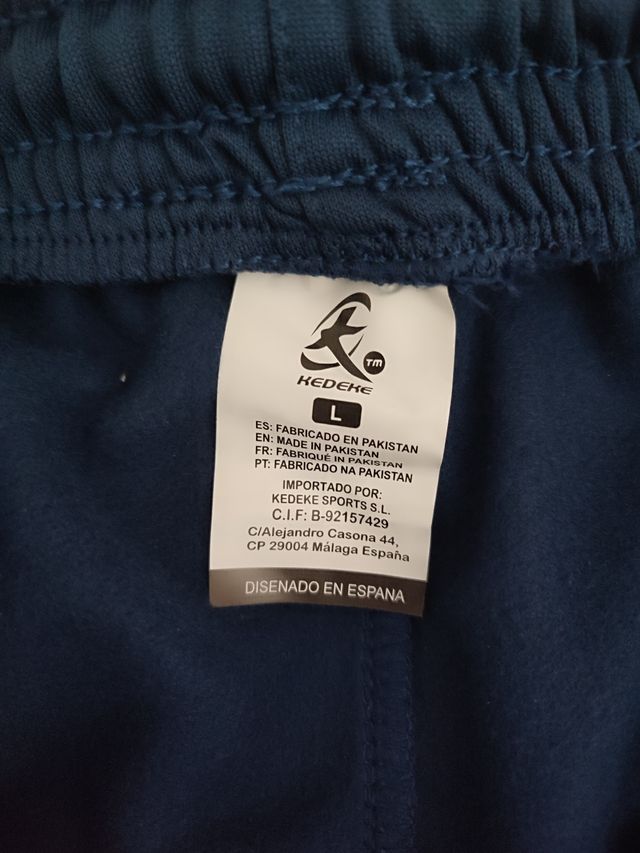 TM
KEDEKE
L
ES: FABRICADO EN PAKISTAN
EN: MADE IN PAKISTAN
FR: FABRIQUÉ IN PAKISTAN
PT: FABRICADO NA PAKISTAN
IMPORTADO POR:
KEDEKE SPORTS S.L.
C.I.F: B-92157429
C/Alejandro Casona 44,
CP 29004 Málaga España
DISENADO EN ESPANA